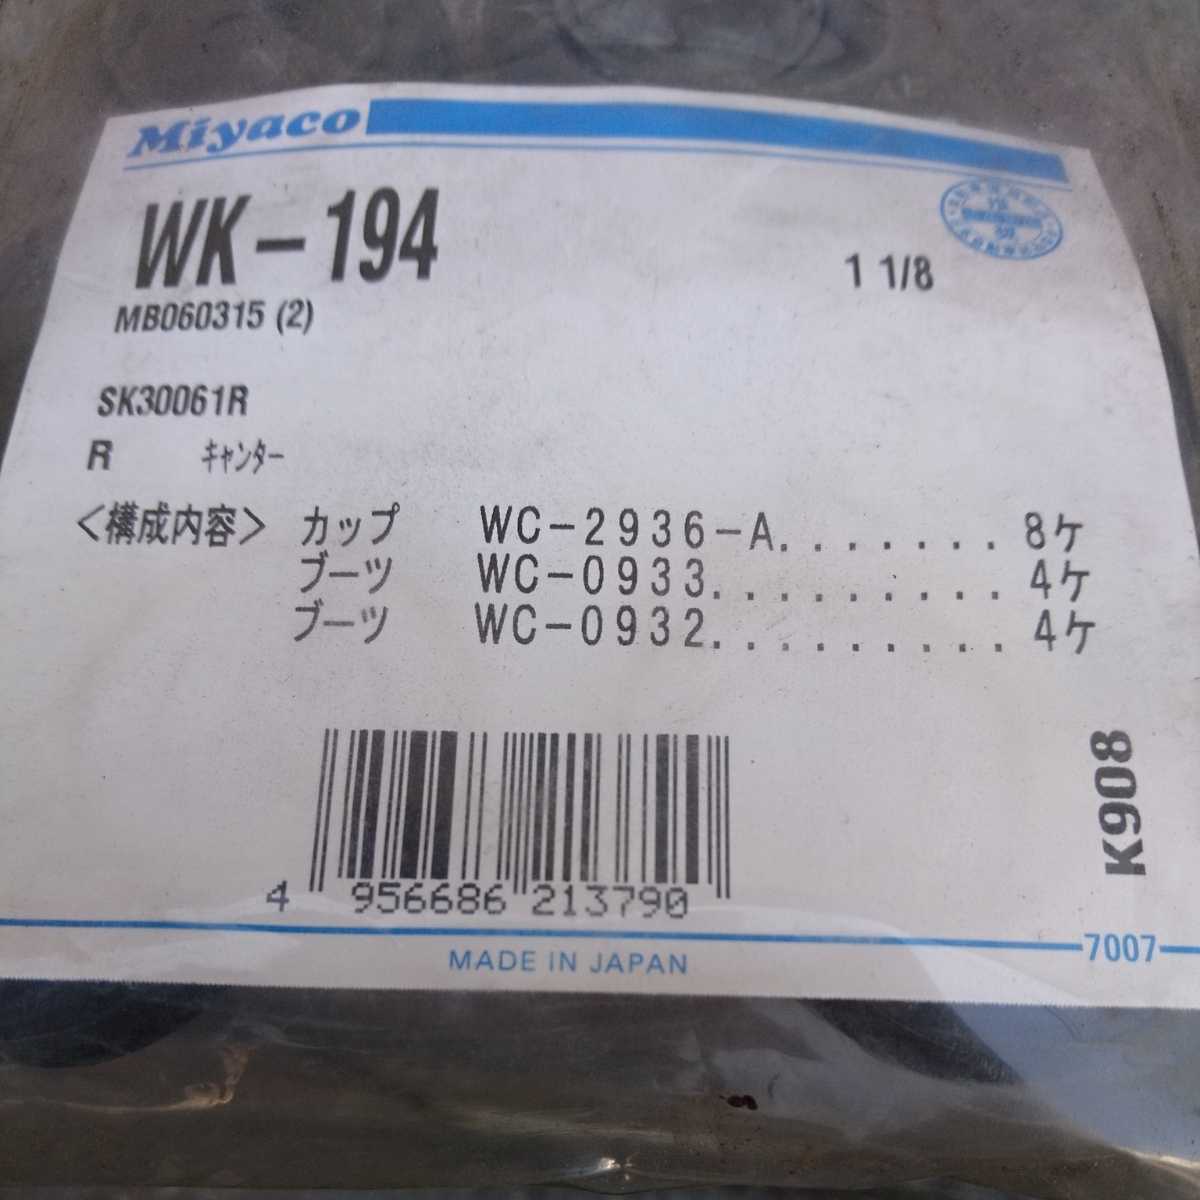 Miyaco
WK-194
1 1/8
MB060315 (2)
SK30061R
R キャンター
<構成内容> カップ WC-2936-A....... 8ケ
ブーツ WC-0933......... 4ケ
ブーツ WC-0932......... 4ケ
K908
4 956686 213790
7007
MADE IN JAPAN